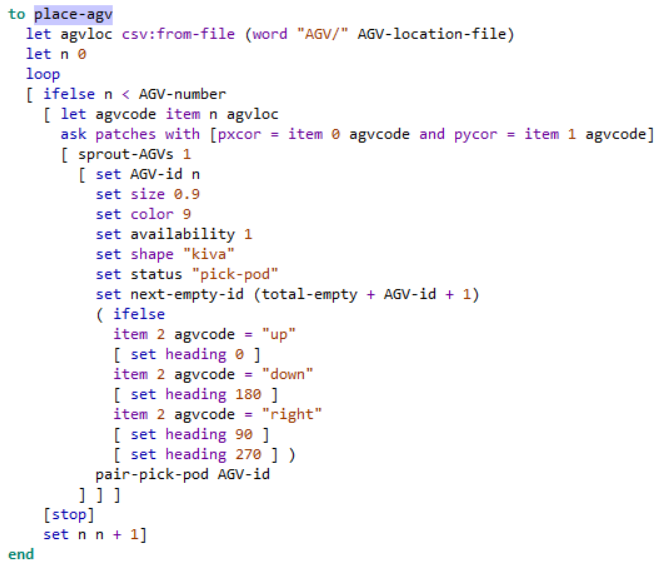 to place-agv
  let agvloc csv:from-file (word "AGV/" AGV-location-file)
  let n 0
  loop
  [ ifelse n < AGV-number
    [ let agvcode item n agvloc
      ask patches with [pxcor = item 0 agvcode and pycor = item 1 agvcode]
      [ sprout-AGVs 1
        [ set AGV-id n
          set size 0.9
          set color 9
          set availability 1
          set shape "kiva"
          set status "pick-pod"
          set next-empty-id (total-empty + AGV-id + 1)
          ( ifelse
            item 2 agvcode = "up"
            [ set heading 0 ]
            item 2 agvcode = "down"
            [ set heading 180 ]
            item 2 agvcode = "right"
            [ set heading 90 ]
            [ set heading 270 ] )
          pair-pick-pod AGV-id
        ] ] ]
    [stop]
    set n n + 1]
end